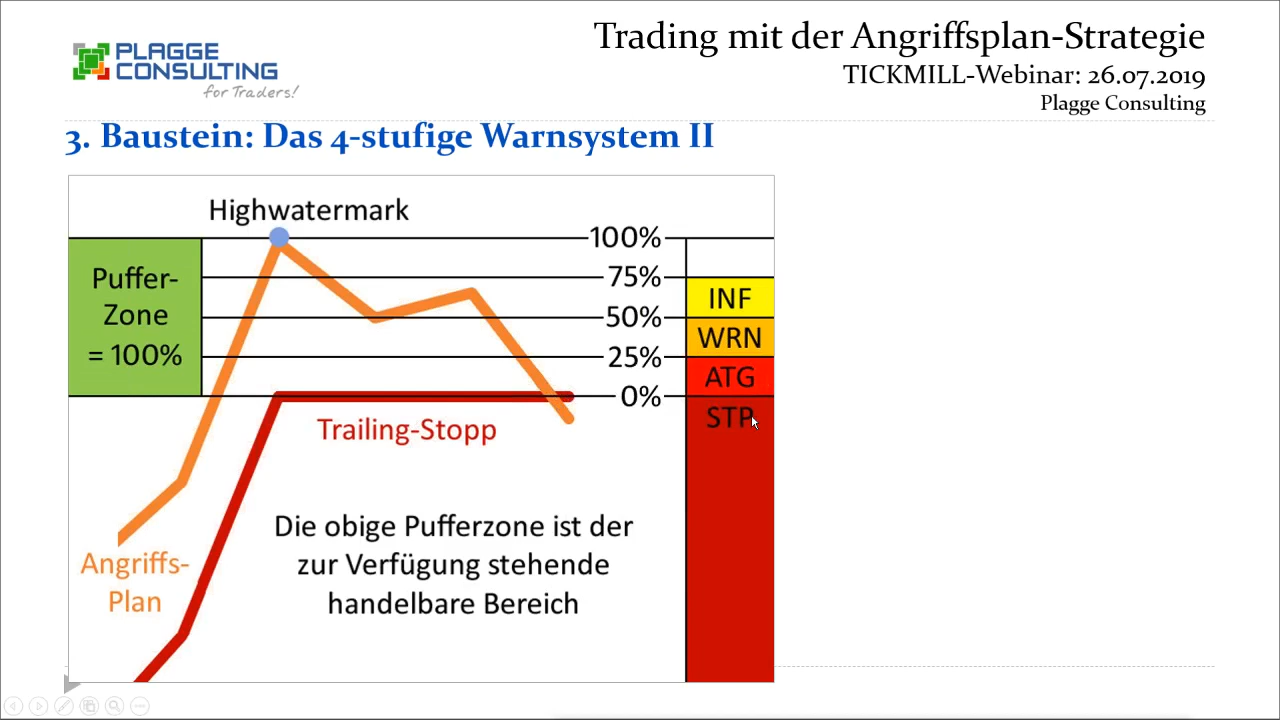 PLAGGE
CONSULTING
for Traders!
Trading mit der Angriffsplan-Strategie
TICKMILL-Webinar: 26.07.2019
Plagge Consulting
3. Baustein: Das 4-stufige Warnsystem II
Highwatermark
Puffer-
Zone
= 100%
100%
75%
50%
25%
0%
INF
WRN
ATG
STP
Trailing-Stopp
Angriffs-
Plan
Die obige Pufferzone ist der
zur Verfügung stehende
handelbare Bereich